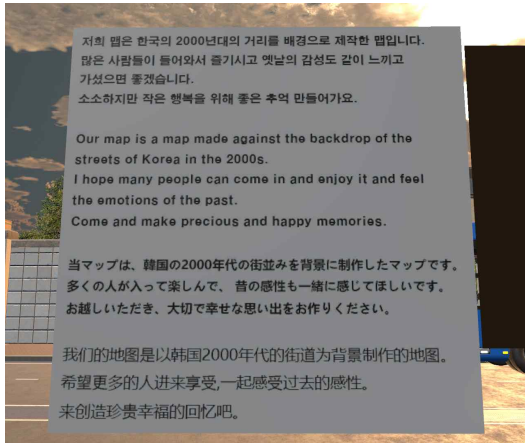 저희 맵은 한국의 2000년대의 거리를 배경으로 제작한 맵입니다.
많은 사람들이 들어와서 즐기시고 옛날의 감성도 같이 느끼고
가셨으면 좋겠습니다.
소소하지만 작은 행복을 위해 좋은 추억 만들어가요.
Our map is a map made against the backdrop of the
streets of Korea in the 2000s.
I hope many people can come in and enjoy it and feel
the emotions of the past.
Come and make precious and happy memories.
当マップは、韓国の2000年代の街並みを背景に制作したマップです。
多くの人が入って楽しんで、 昔の感性も一緒に感じてほしいです。
お越しいただき、大切で幸せな思い出をお作りください。
我们的地图是以韩国2000年代的街道为背景制作的地图。
希望更多的人进来享受,一起感受过去的感性。
来创造珍贵幸福的回忆吧。